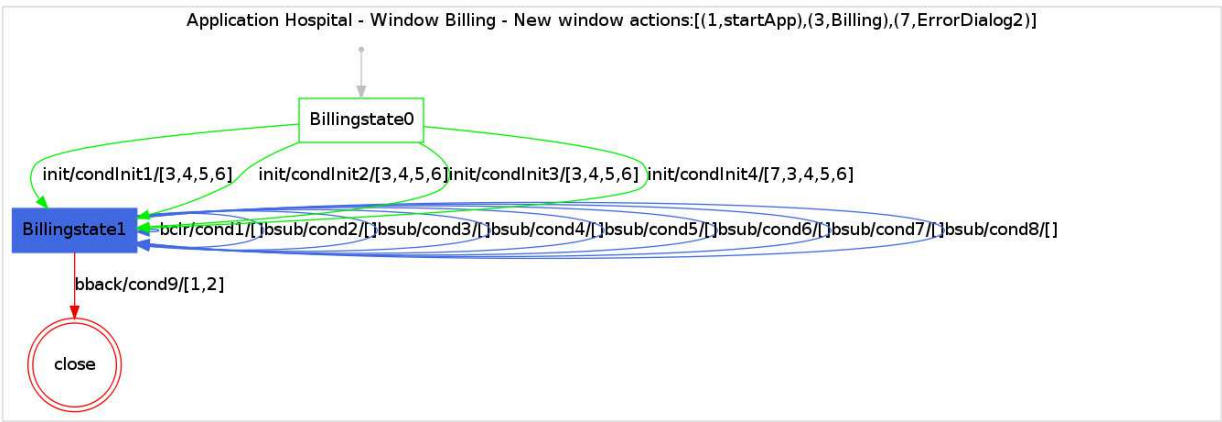 Application Hospital - Window Billing - New window actions:[(1,startApp),(3,Billing),(7,ErrorDialog2)]
Billingstate0
init/condInit1/[3,4,5,6]
init/condInit2/[3,4,5,6]
init/condInit3/[3,4,5,6]
init/condInit4/[7,3,4,5,6]
Billingstate1
bclr/cond1/[]
bsub/cond2/[]
bsub/cond3/[]
bsub/cond4/[]
bsub/cond5/[]
bsub/cond6/[]
bsub/cond7/[]
bsub/cond8/[]
bback/cond9/[1,2]
close